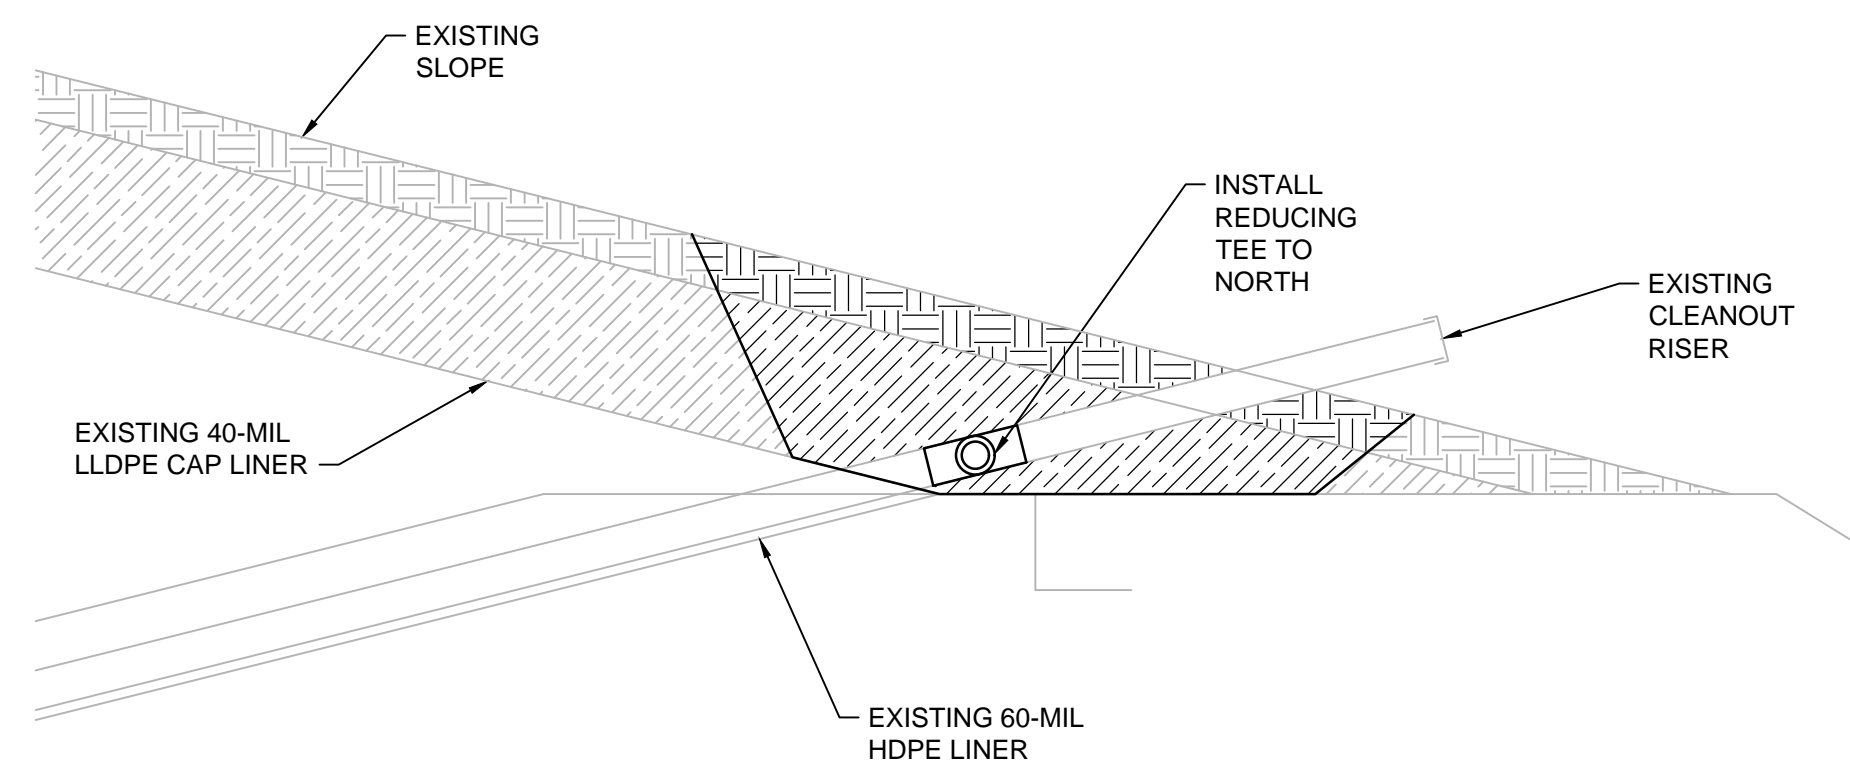 EXISTING
SLOPE
INSTALL
REDUCING
TEE TO
NORTH
EXISTING
CLEANOUT
RISER
EXISTING 40-MIL
LLDPE CAP LINER
EXISTING 60-MIL
HDPE LINER